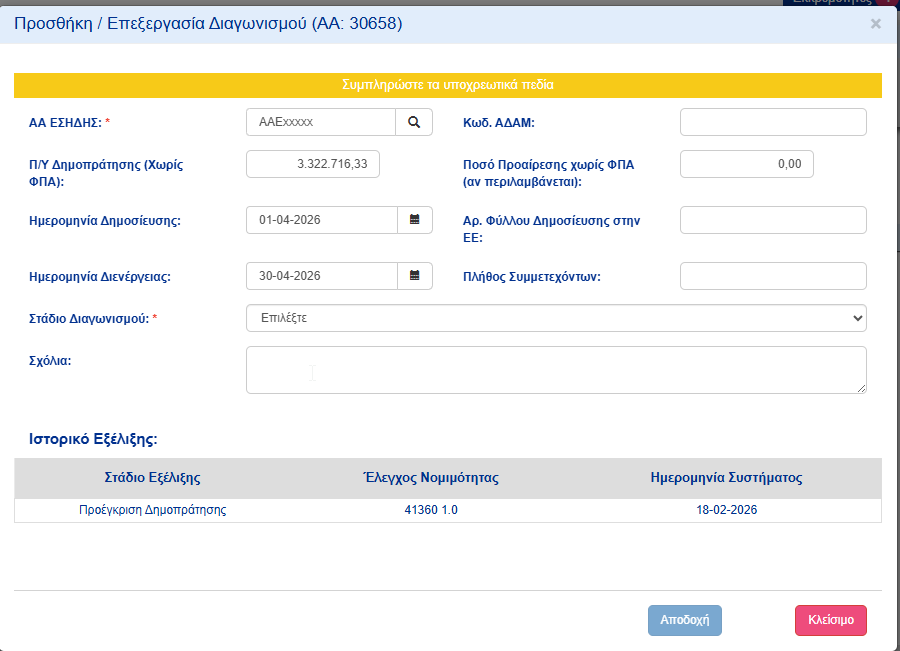 Προσθήκη / Επεξεργασία Διαγωνισμού (ΑΑ: 30658) ×
Συμπληρώστε τα υποχρεωτικά πεδία
ΑΑ ΕΣΗΔΗΣ: * ΑΑΕxxxxx Κωδ. ΑΔΑΜ:
Π/Υ Δημοπράτησης (Χωρίς 3.322.716,33 Ποσό Προαίρεσης χωρίς ΦΠΑ 0,00
ΦΠΑ): (αν περιλαμβάνεται):
Ημερομηνία Δημοσίευσης: 01-04-2026 Αρ. Φύλλου Δημοσίευσης στην
ΕΕ:
Ημερομηνία Διενέργειας: 30-04-2026 Πλήθος Συμμετεχόντων:
Στάδιο Διαγωνισμού: * Επιλέξτε
Σχόλια:
Ιστορικό Εξέλιξης:
Στάδιο Εξέλιξης Έλεγχος Νομιμότητας Ημερομηνία Συστήματος
Προέγκριση Δημοπράτησης 41360 1.0 18-02-2026
Αποδοχή Κλείσιμο